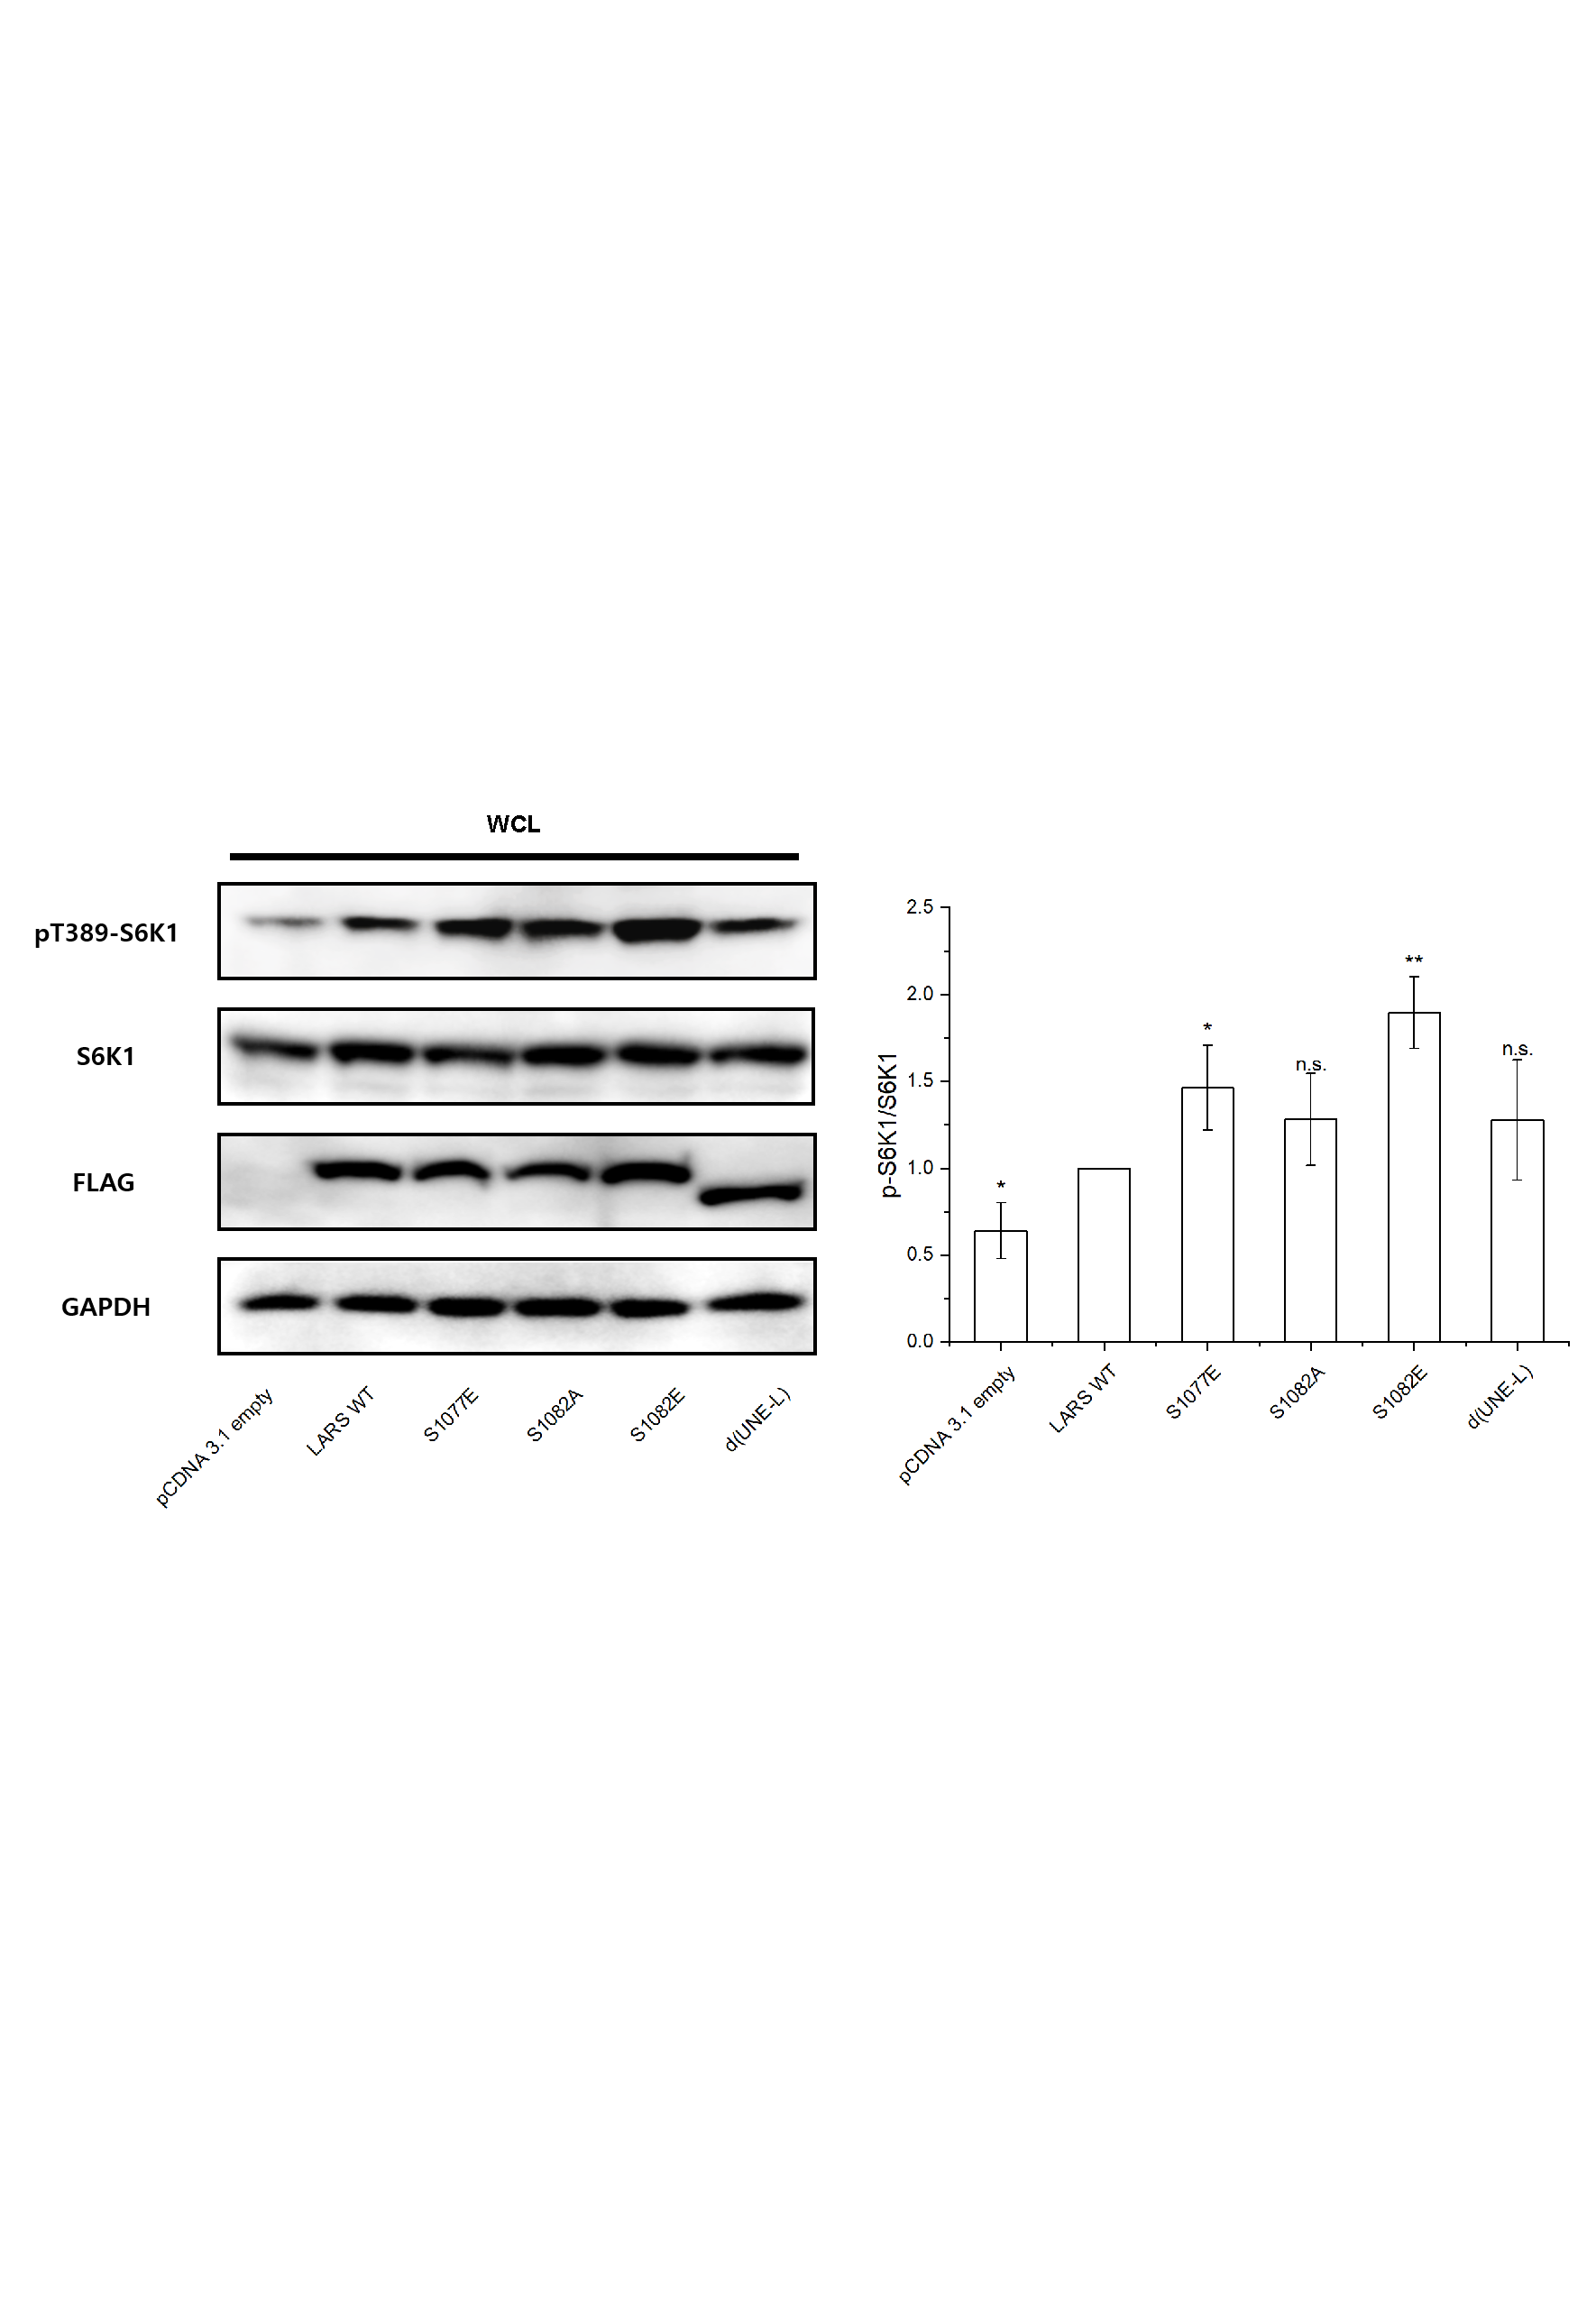 WCL
pT389-S6K1
S6K1
FLAG
GAPDH
pCDNA 3.1 empty
LARS WT
S1077E
S1082A
S1082E
d(UNE-L)
p-S6K1/S6K1
2.5
2.0
1.5
1.0
0.5
0.0
*
*
n.s.
**
n.s.
pCDNA 3.1 empty
LARS WT
S1077E
S1082A
S1082E
d(UNE-L)